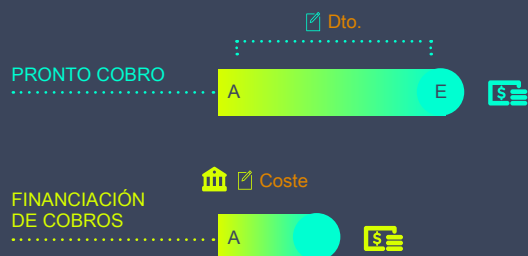 Dto.
PRONTO COBRO
A E
$
Coste
FINANCIACIÓN
DE COBROS
A
$